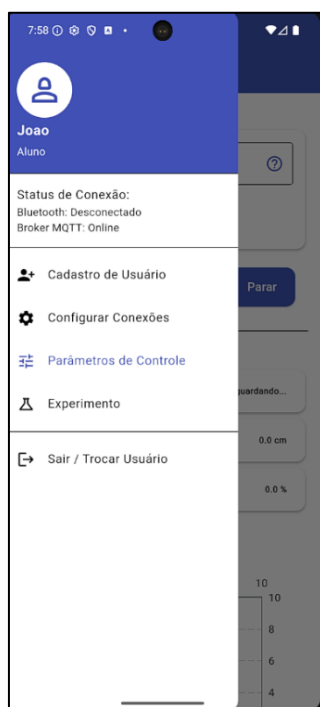 7:58
Joao
Aluno
Status de Conexão:
Bluetooth: Desconectado
Broker MQTT: Online
Cadastro de Usuário
Configurar Conexões
Parâmetros de Controle
Experimento
Sair / Trocar Usuário
Parar
guardando...
0.0 cm
0.0 %
10
10
8
6
4